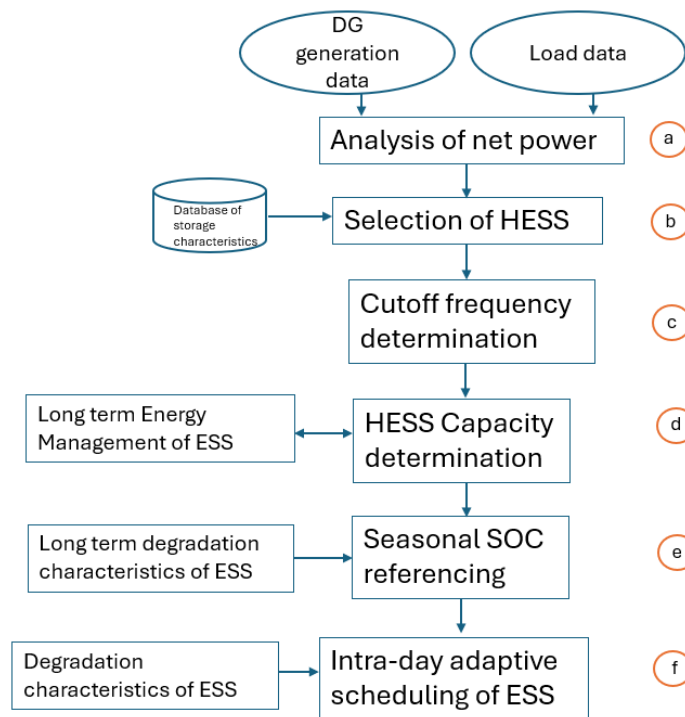 DG
generation
data
Load data
Analysis of net power
a
Database of
storage
characteristics
Selection of HESS
b
Cutoff frequency
determination
c
Long term Energy
Management of ESS
HESS Capacity
determination
d
Long term degradation
characteristics of ESS
Seasonal SOC
referencing
e
Degradation
characteristics of ESS
Intra-day adaptive
scheduling of ESS
f